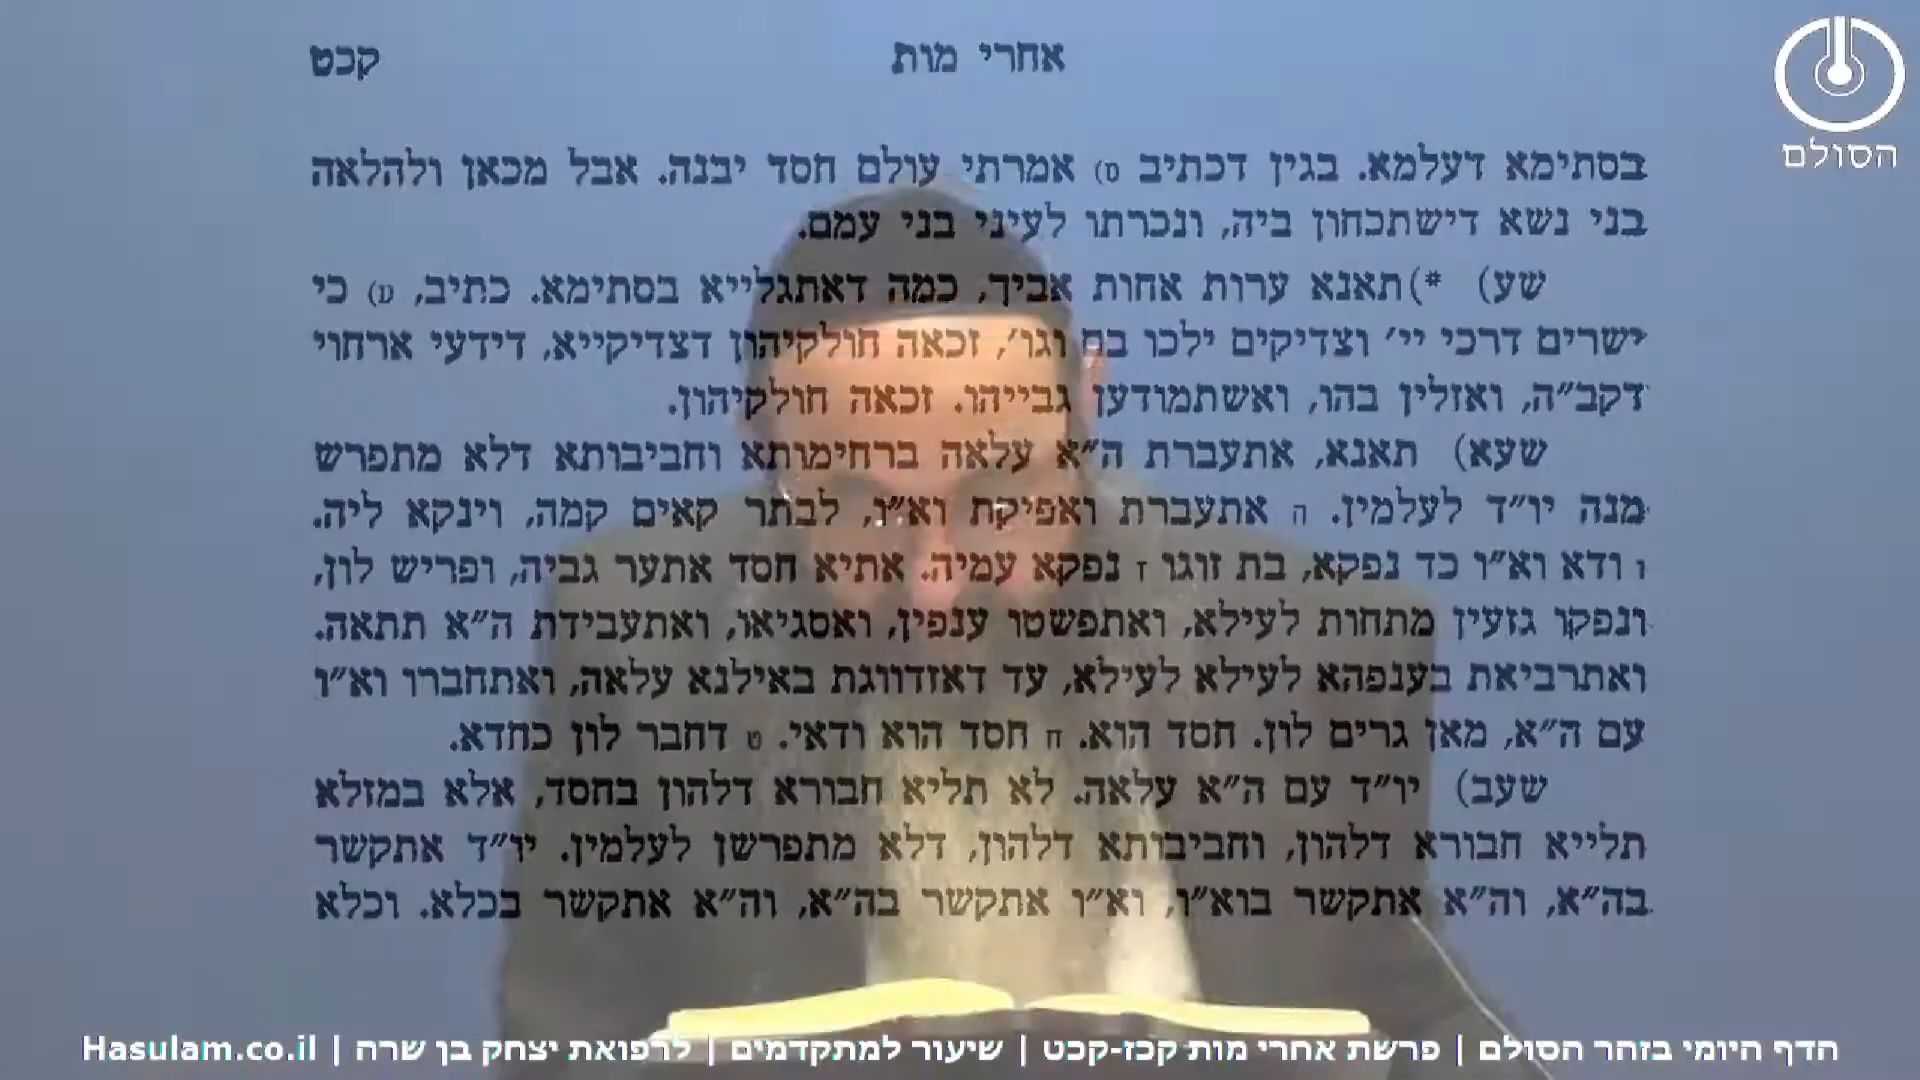 אחרי מות
קכט
הסולם
בסתימא דעלמא. בגין דכתיב ס) אמרתי עולם חסד יבנה. אבל מכאן ולהלאה
בני נשא דישתכחון ביה, ונכרתו לעיני בני עמם.
שע) *)תאנא ערות אחות אביך, כמה דאתגלייא בסתימא. כתיב, ע) כי
ישרים דרכי יי׳ וצדיקים ילכו בם וגו׳, זכאה חולקיהון דצדיקייא, דידעי ארחוי
דקב״ה, ואזלין בהו, ואשתמודען גבייהו. זכאה חולקיהון.
שעא) תאנא, אתעברת ה״א עלאה ברחימותא וחביבותא דלא מתפרש
מנה יו״ד לעלמין. ה אתעברת ואפיקת וא״ו, לבתר קאים קמה, וינקא ליה.
ו ודא וא״ו כד נפקא, בת זוגו ז נפקא עמיה. אתיא חסד אתער גביה, ופריש לון,
ונפקו גזעין מתחות לעילא, ואתפשטו ענפין, ואסגיאו, ואתעבידת ה״א תתאה.
ואתרביאת בענפהא לעילא לעילא, עד דאזדווגת באילנא עלאה, ואתחברו וא״ו
עם ה״א, מאן גרים לון. חסד הוא. ח חסד הוא ודאי. ט דחבר לון כחדא.
שעב) יו״ד עם ה״א עלאה. לא תליא חבורא דלהון בחסד, אלא במזלא
תלייא חבורא דלהון, וחביבותא דלהון, דלא מתפרשן לעלמין. יו״ד אתקשר
בה״א, וה״א אתקשר בוא״ו, וא״ו אתקשר בה״א, וה״א אתקשר בכלא. וכלא
הדף היומי בזהר הסולם | פרשת אחרי מות קכז-קכט | שיעור למתקדמים | לרפואת יצחק בן שרה | Hasulam.co.il